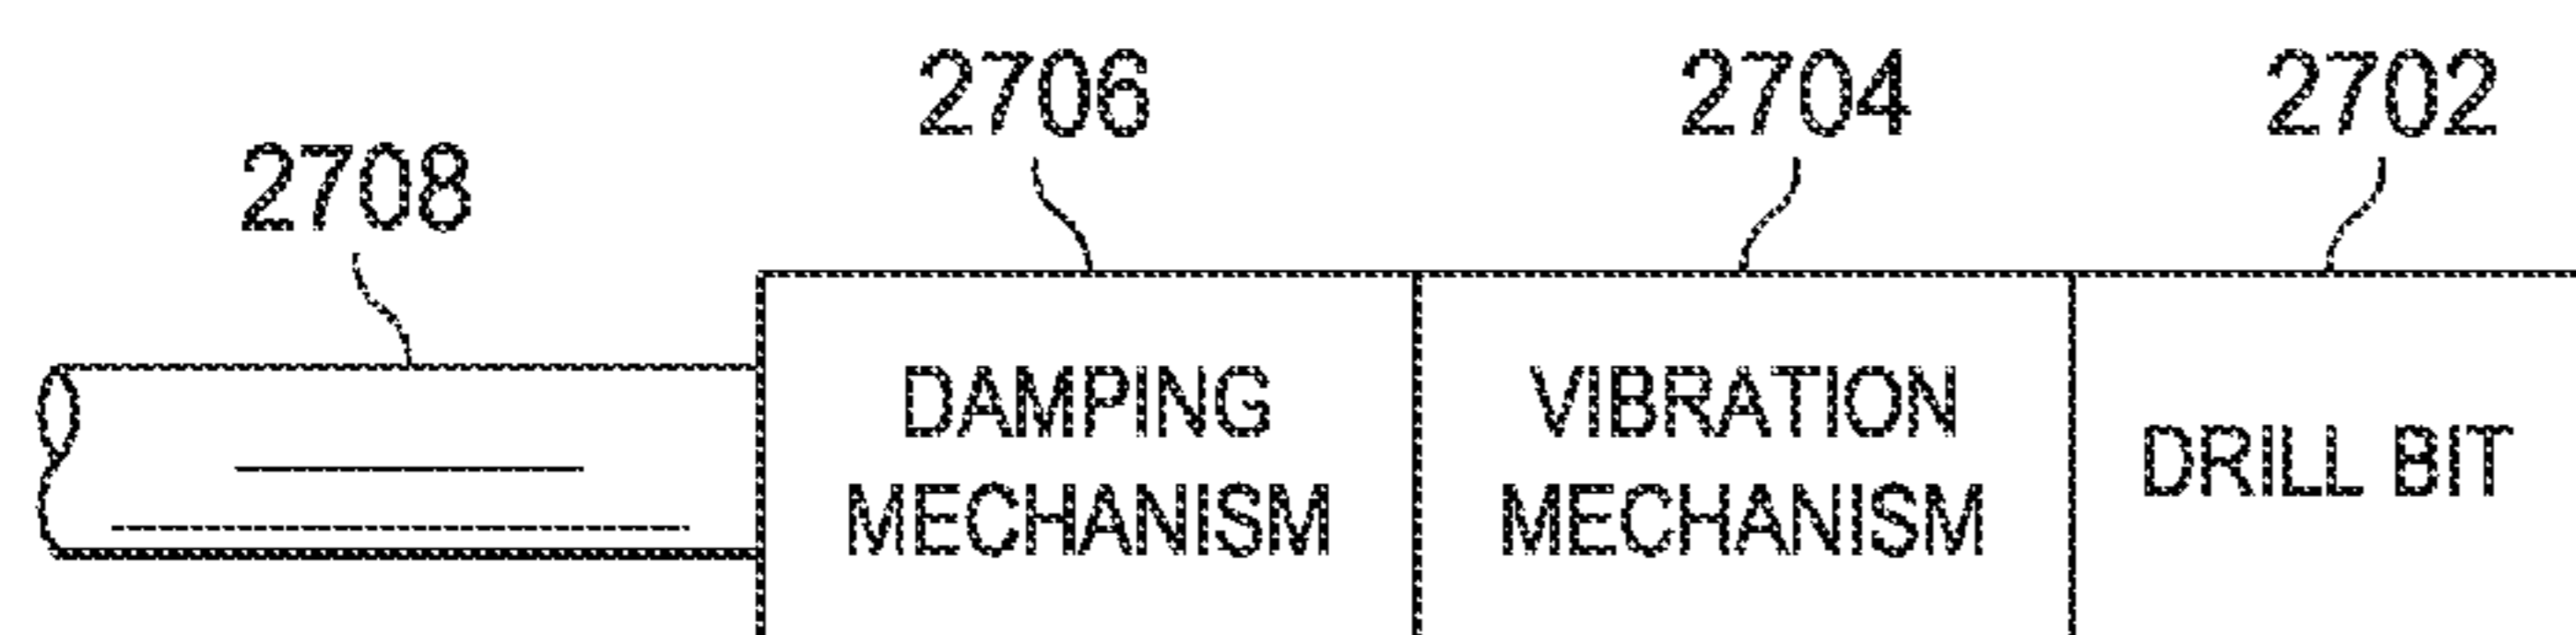 2706
2704
2702
2708
DAMPING
MECHANISM
VIBRATION
MECHANISM
DRILL BIT